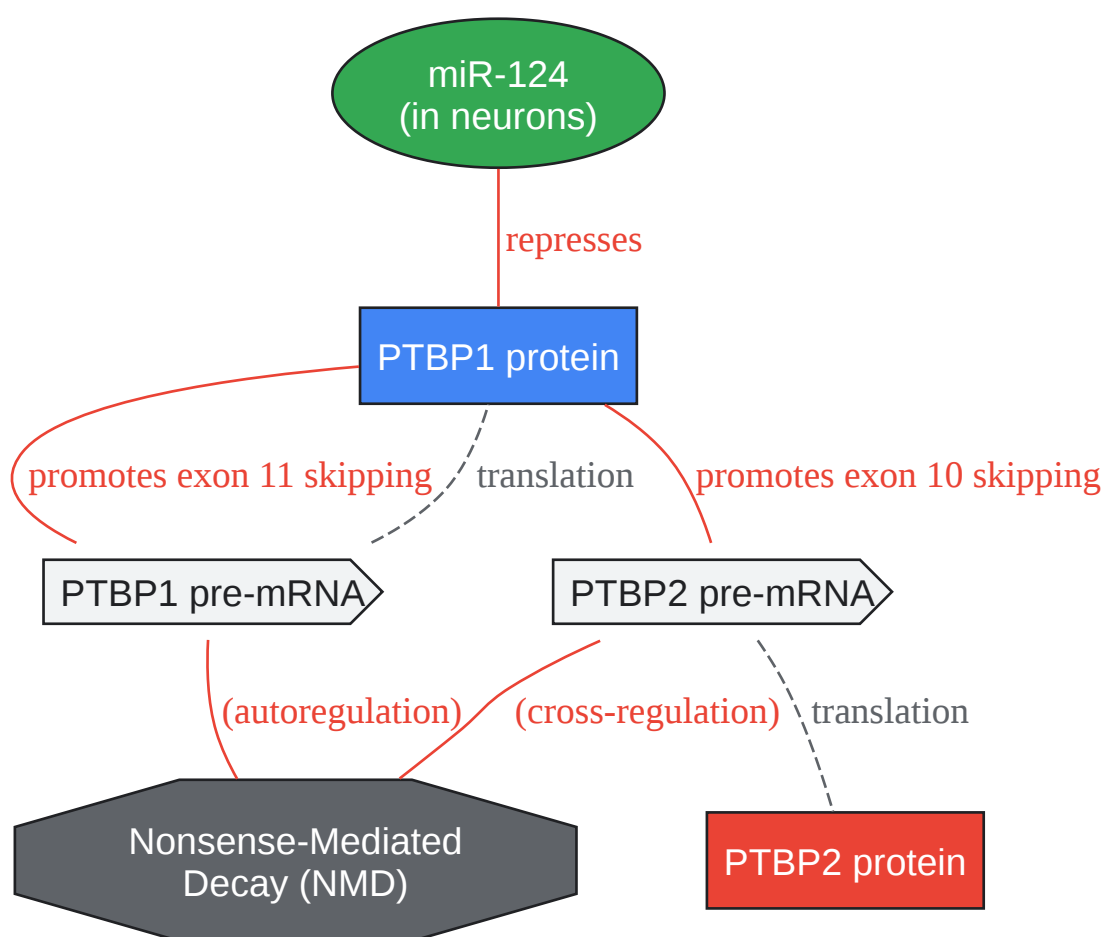 miR-124
(in neurons)
represses
PTBP1 protein
promotes exon 11 skipping
translation
promotes exon 10 skipping
PTBP1 pre-mRNA
PTBP2 pre-mRNA
(autoregulation)
(cross-regulation)
translation
Nonsense-Mediated
Decay (NMD)
PTBP2 protein